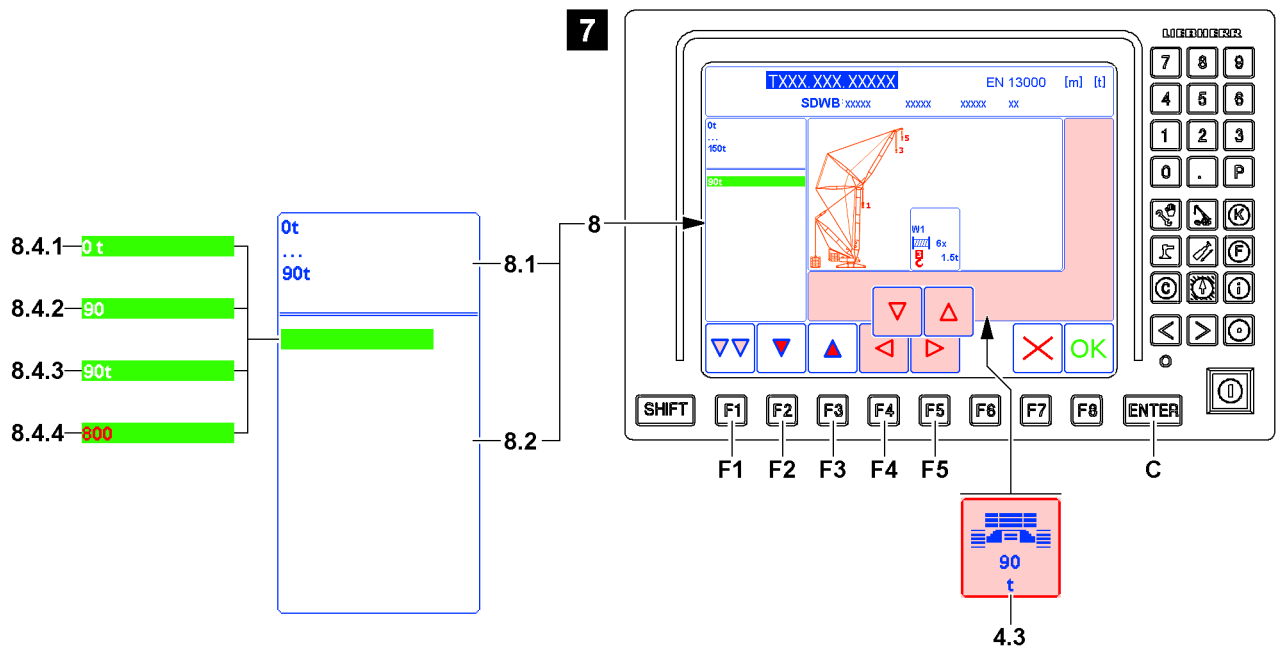 7
LIEBHERR
TXXX.XXX.XXXXX
EN 13000 [m] [t]
SDWB: xxxxx xxxxx xxxxx xx
0t
...
150t
90t
5
3
1
W1
6x
3
1.5t
OK
7 8 9
4 5 6
1 2 3
0 . P
K
F
C i
SHIFT F1 F2 F3 F4 F5 F6 F7 F8 ENTER
F1 F2 F3 F4 F5 C
90
t
4.3
8
8.1
8.2
0t
...
90t
8.4.1 0 t
8.4.2 90
8.4.3 90t
8.4.4 800